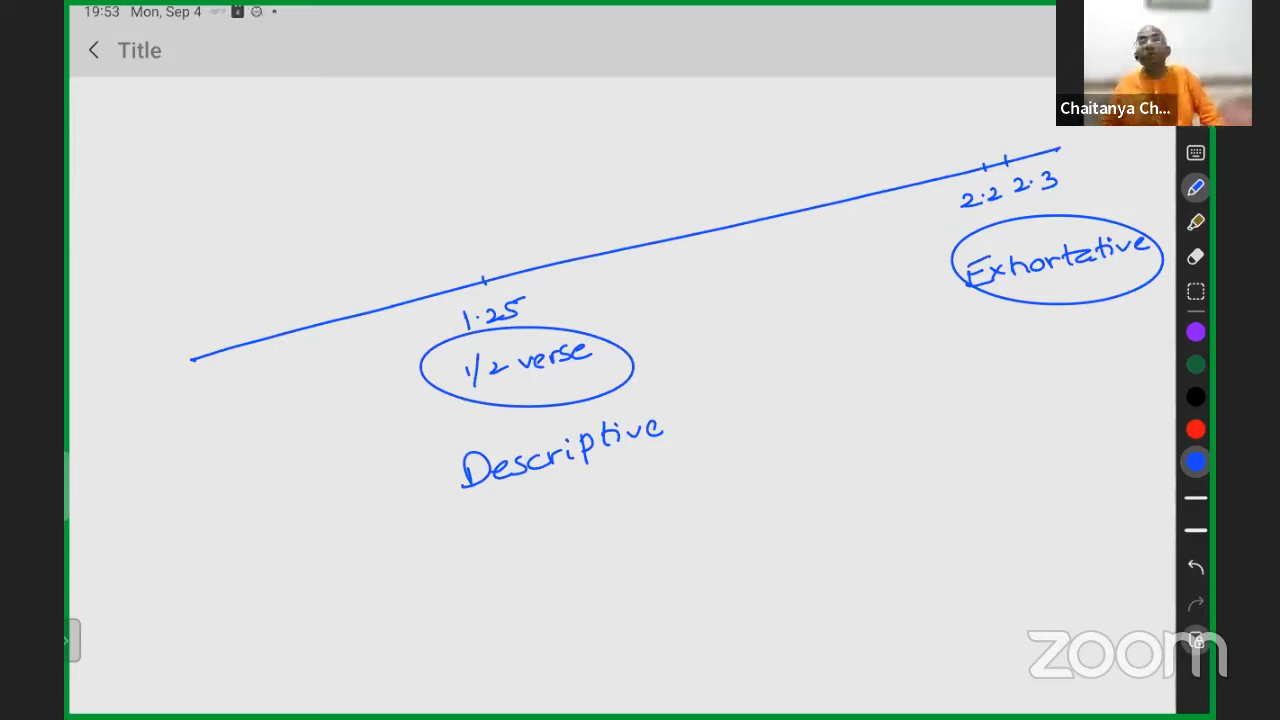 19:53 Mon, Sep 4
Title
Chaitanya Ch...
2.2 2.3
Exhortative
1.25
1/2 verse
Descriptive
zoom